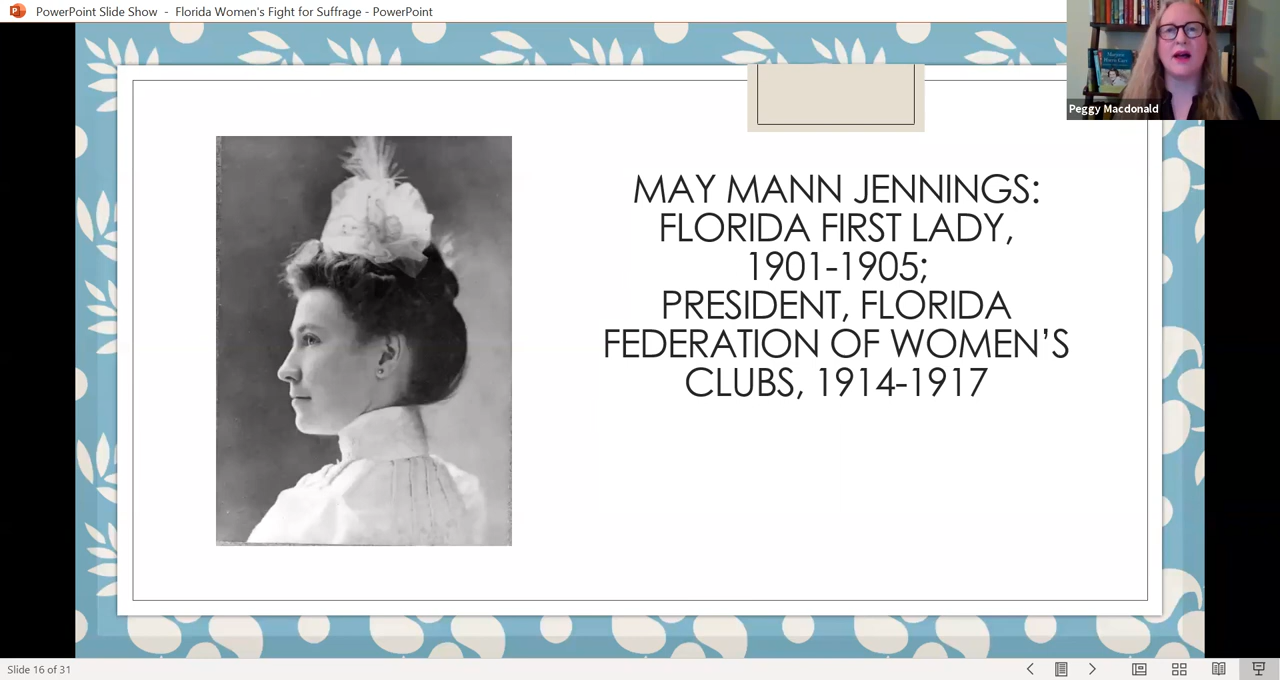 PowerPoint Slide Show - Florida Women's Fight for Suffrage - PowerPoint
Peggy Macdonald
MAY MANN JENNINGS:
FLORIDA FIRST LADY,
1901-1905;
PRESIDENT, FLORIDA
FEDERATION OF WOMEN’S
CLUBS, 1914-1917
Slide 16 of 31